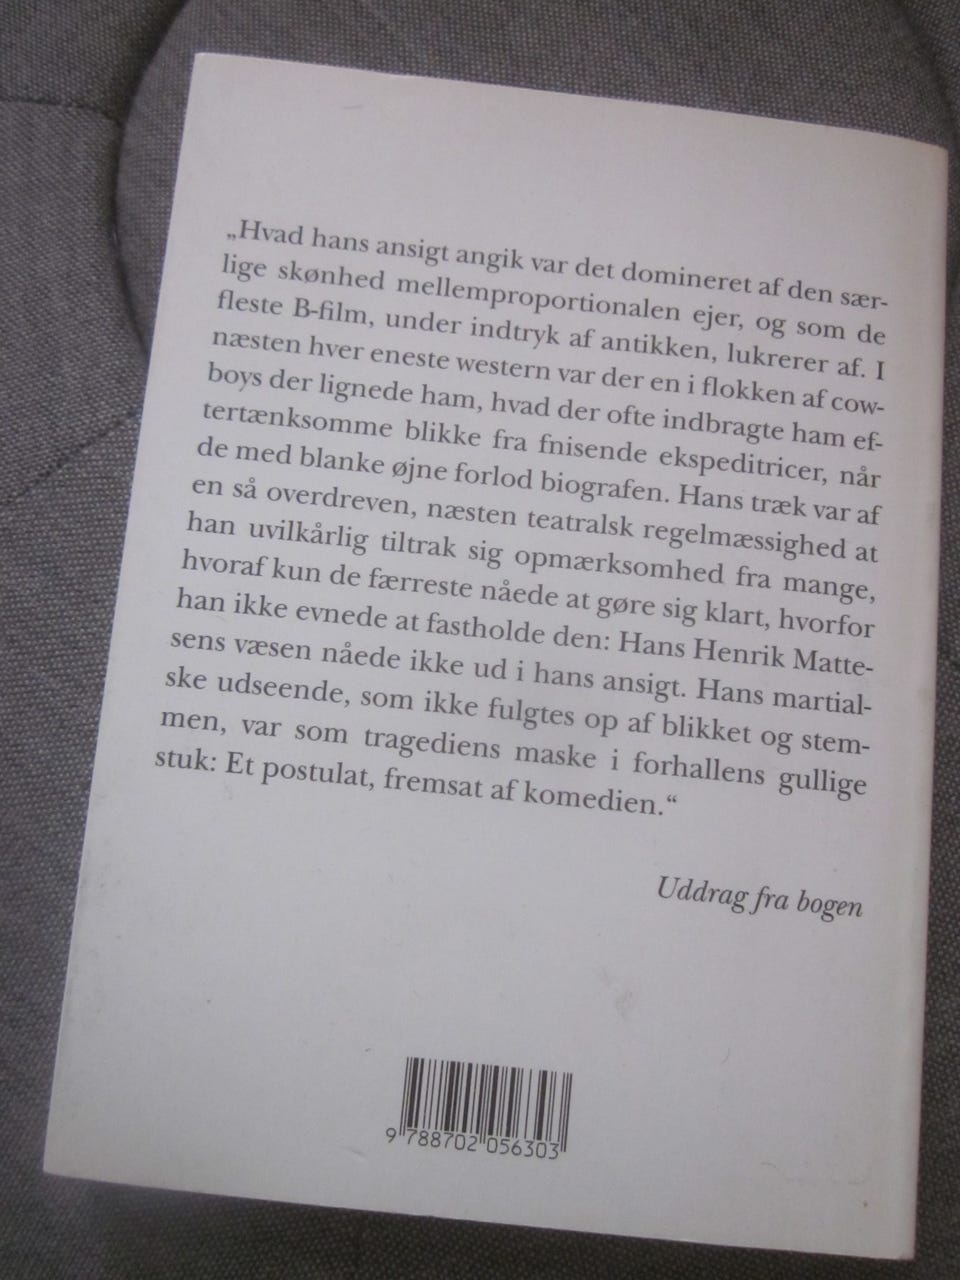 „Hvad hans ansigt angik var det domineret af den sær-
lige skønhed mellemproportionalen ejer, og som de
fleste B-film, under indtryk af antikken, lukrerer af. I
næsten hver eneste western var der en i flokken af cow-
boys der lignede ham, hvad der ofte indbragte ham ef-
tertænksomme blikke fra fnisende ekspeditricer, når
de med blanke øjne forlod biografen. Hans træk var af
en så overdreven, næsten teatralsk regelmæssighed at
han uvilkårlig tiltrak sig opmærksomhed fra mange,
hvoraf kun de færreste nåede at gøre sig klart, hvorfor
han ikke evnede at fastholde den: Hans Henrik Matte-
sens væsen nåede ikke ud i hans ansigt. Hans martial-
ske udseende, som ikke fulgtes op af blikket og stem-
men, var som tragediens maske i forhallens gullige
stuk: Et postulat, fremsat af komedien.“
Uddrag fra bogen
9 788702 056303